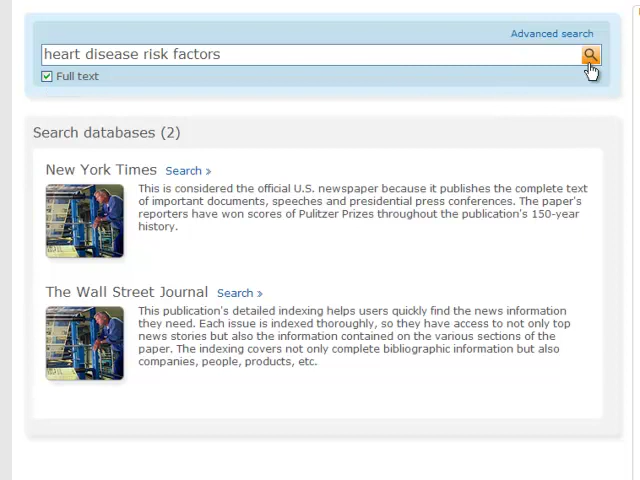 Advanced search
heart disease risk factors
Full text
Search databases (2)
New York Times Search »
This is considered the official U.S. newspaper because it publishes the complete text
of important documents, speeches and presidential press conferences. The paper's
reporters have won scores of Pulitzer Prizes throughout the publication's 150-year
history.
The Wall Street Journal Search »
This publication's detailed indexing helps users quickly find the news information
they need. Each issue is indexed thoroughly, so they have access to not only top
news stories but also the information contained on the various sections of the
paper. The indexing covers not only complete bibliographic information but also
companies, people, products, etc.